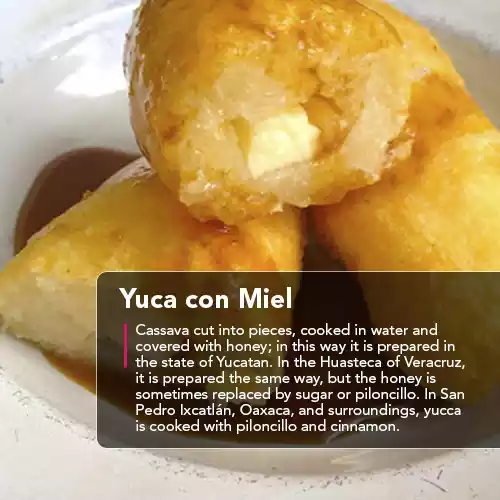 Yuca con Miel
Cassava cut into pieces, cooked in water and
covered with honey; in this way it is prepared in
the state of Yucatan. In the Huasteca of Veracruz,
it is prepared the same way, but the honey is
sometimes replaced by sugar or piloncillo. In San
Pedro Ixcatlán, Oaxaca, and surroundings, yucca
is cooked with piloncillo and cinnamon.